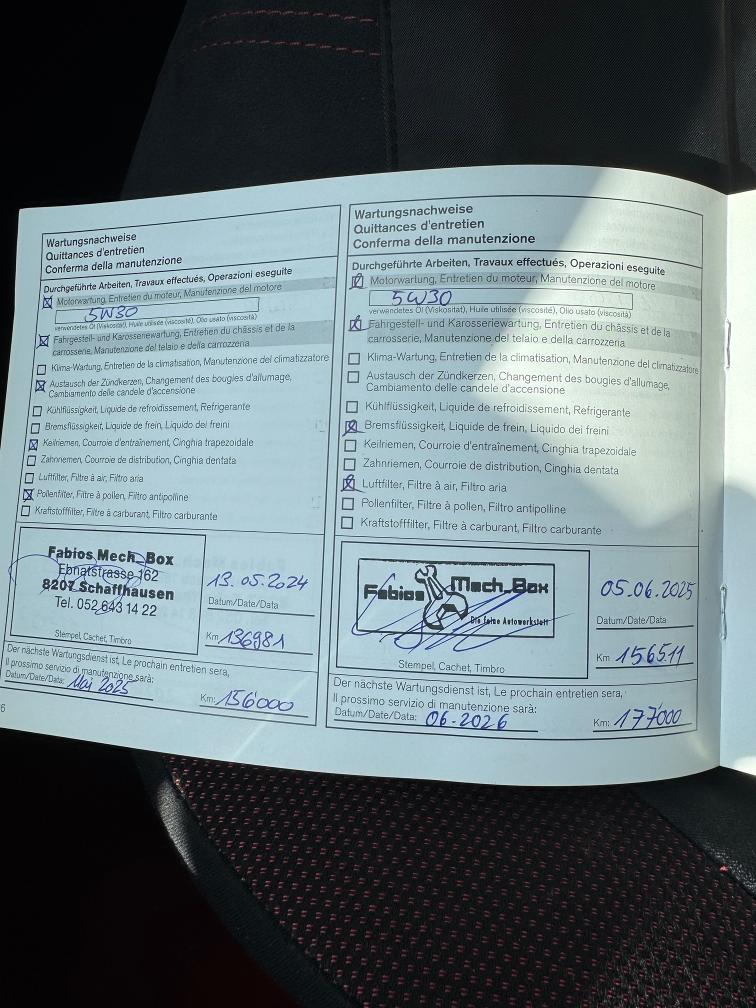 Wartungsnachweise
Quittances d'entretien
Conferma della manutenzione
Durchgeführte Arbeiten, Travaux effectués, Operazioni eseguite
Motorwartung, Entretien du moteur, Manutenzione del motore
5W30
verwendetes Öl (Viskosität), Huile utilisée (viscosité), Olio usato (viscosità)
Fahrgestell- und Karosseriewartung, Entretien du châssis et de la
carrosserie, Manutenzione del telaio e della carrozzeria
Klima-Wartung, Entretien de la climatisation, Manutenzione del climatizzatore
Austausch der Zündkerzen, Changement des bougies d'allumage,
Cambiamento delle candele d'accensione
Kühlflüssigkeit, Liquide de refroidissement, Refrigerante
Bremsflüssigkeit, Liquide de frein, Liquido dei freini
Keilriemen, Courroie d'entraînement, Cinghia trapezoidale
Zahnriemen, Courroie de distribution, Cinghia dentata
Luftfilter, Filtre à air, Filtro aria
Pollenfilter, Filtre à pollen, Filtro antipolline
Kraftstofffilter, Filtre à carburant, Filtro carburante
Fabios Mech. Box
Ebnatstrasse 162
8207 Schaffhausen
Tel. 052 643 14 22
Stempel, Cachet, Timbro
13.05.2024
Datum/Date/Data
Km 136981
Der nächste Wartungsdienst ist, Le prochain entretien sera,
Il prossimo servizio di manutenzione sarà:
Datum/Date/Data: Mai 2025
Km: 156'000
6
Wartungsnachweise
Quittances d'entretien
Conferma della manutenzione
Durchgeführte Arbeiten, Travaux effectués, Operazioni eseguite
Motorwartung, Entretien du moteur, Manutenzione del motore
5W30
verwendetes Öl (Viskosität), Huile utilisée (viscosité), Olio usato (viscosità)
Fahrgestell- und Karosseriewartung, Entretien du châssis et de la
carrosserie, Manutenzione del telaio e della carrozzeria
Klima-Wartung, Entretien de la climatisation, Manutenzione del climatizzatore
Austausch der Zündkerzen, Changement des bougies d'allumage,
Cambiamento delle candele d'accensione
Kühlflüssigkeit, Liquide de refroidissement, Refrigerante
Bremsflüssigkeit, Liquide de frein, Liquido dei freini
Keilriemen, Courroie d'entraînement, Cinghia trapezoidale
Zahnriemen, Courroie de distribution, Cinghia dentata
Luftfilter, Filtre à air, Filtro aria
Pollenfilter, Filtre à pollen, Filtro antipolline
Kraftstofffilter, Filtre à carburant, Filtro carburante
Fabios Mech. Box
Die feine Autowerkstatt
Stempel, Cachet, Timbro
05.06.2025
Datum/Date/Data
Km 156511
Der nächste Wartungsdienst ist, Le prochain entretien sera,
Il prossimo servizio di manutenzione sarà:
Datum/Date/Data: 06-2026
Km: 177'000